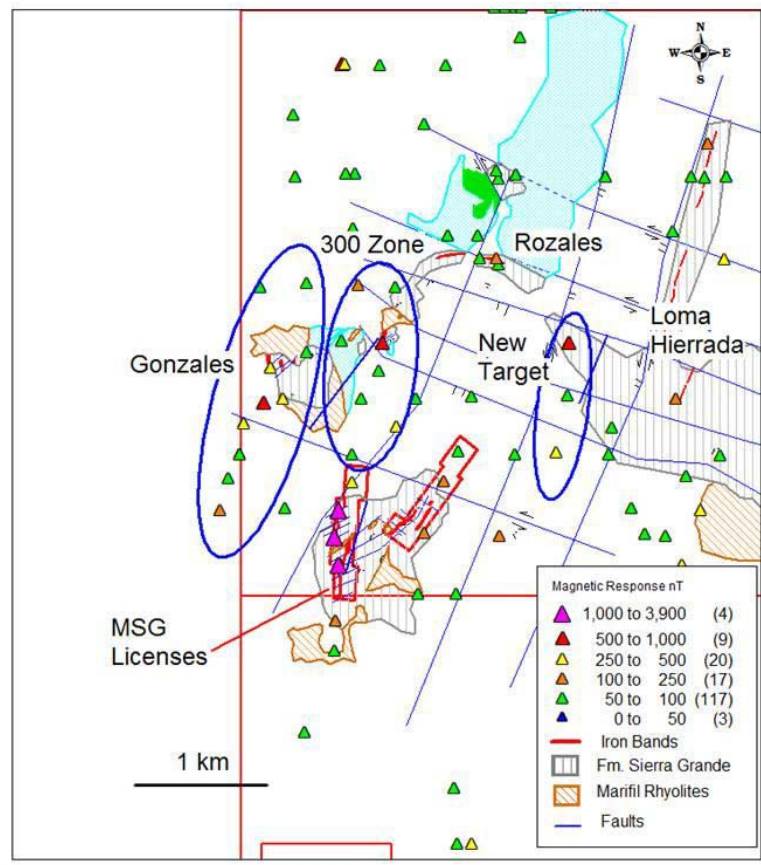 N
W E
S
300 Zone
Rozales
Gonzales
New
Target
Loma
Hierrada
MSG
Licenses
1 km
Magnetic Response nT
1,000 to 3,900 (4)
500 to 1,000 (9)
250 to 500 (20)
100 to 250 (17)
50 to 100 (117)
0 to 50 (3)
Iron Bands
Fm. Sierra Grande
Marifil Rhyolites
Faults